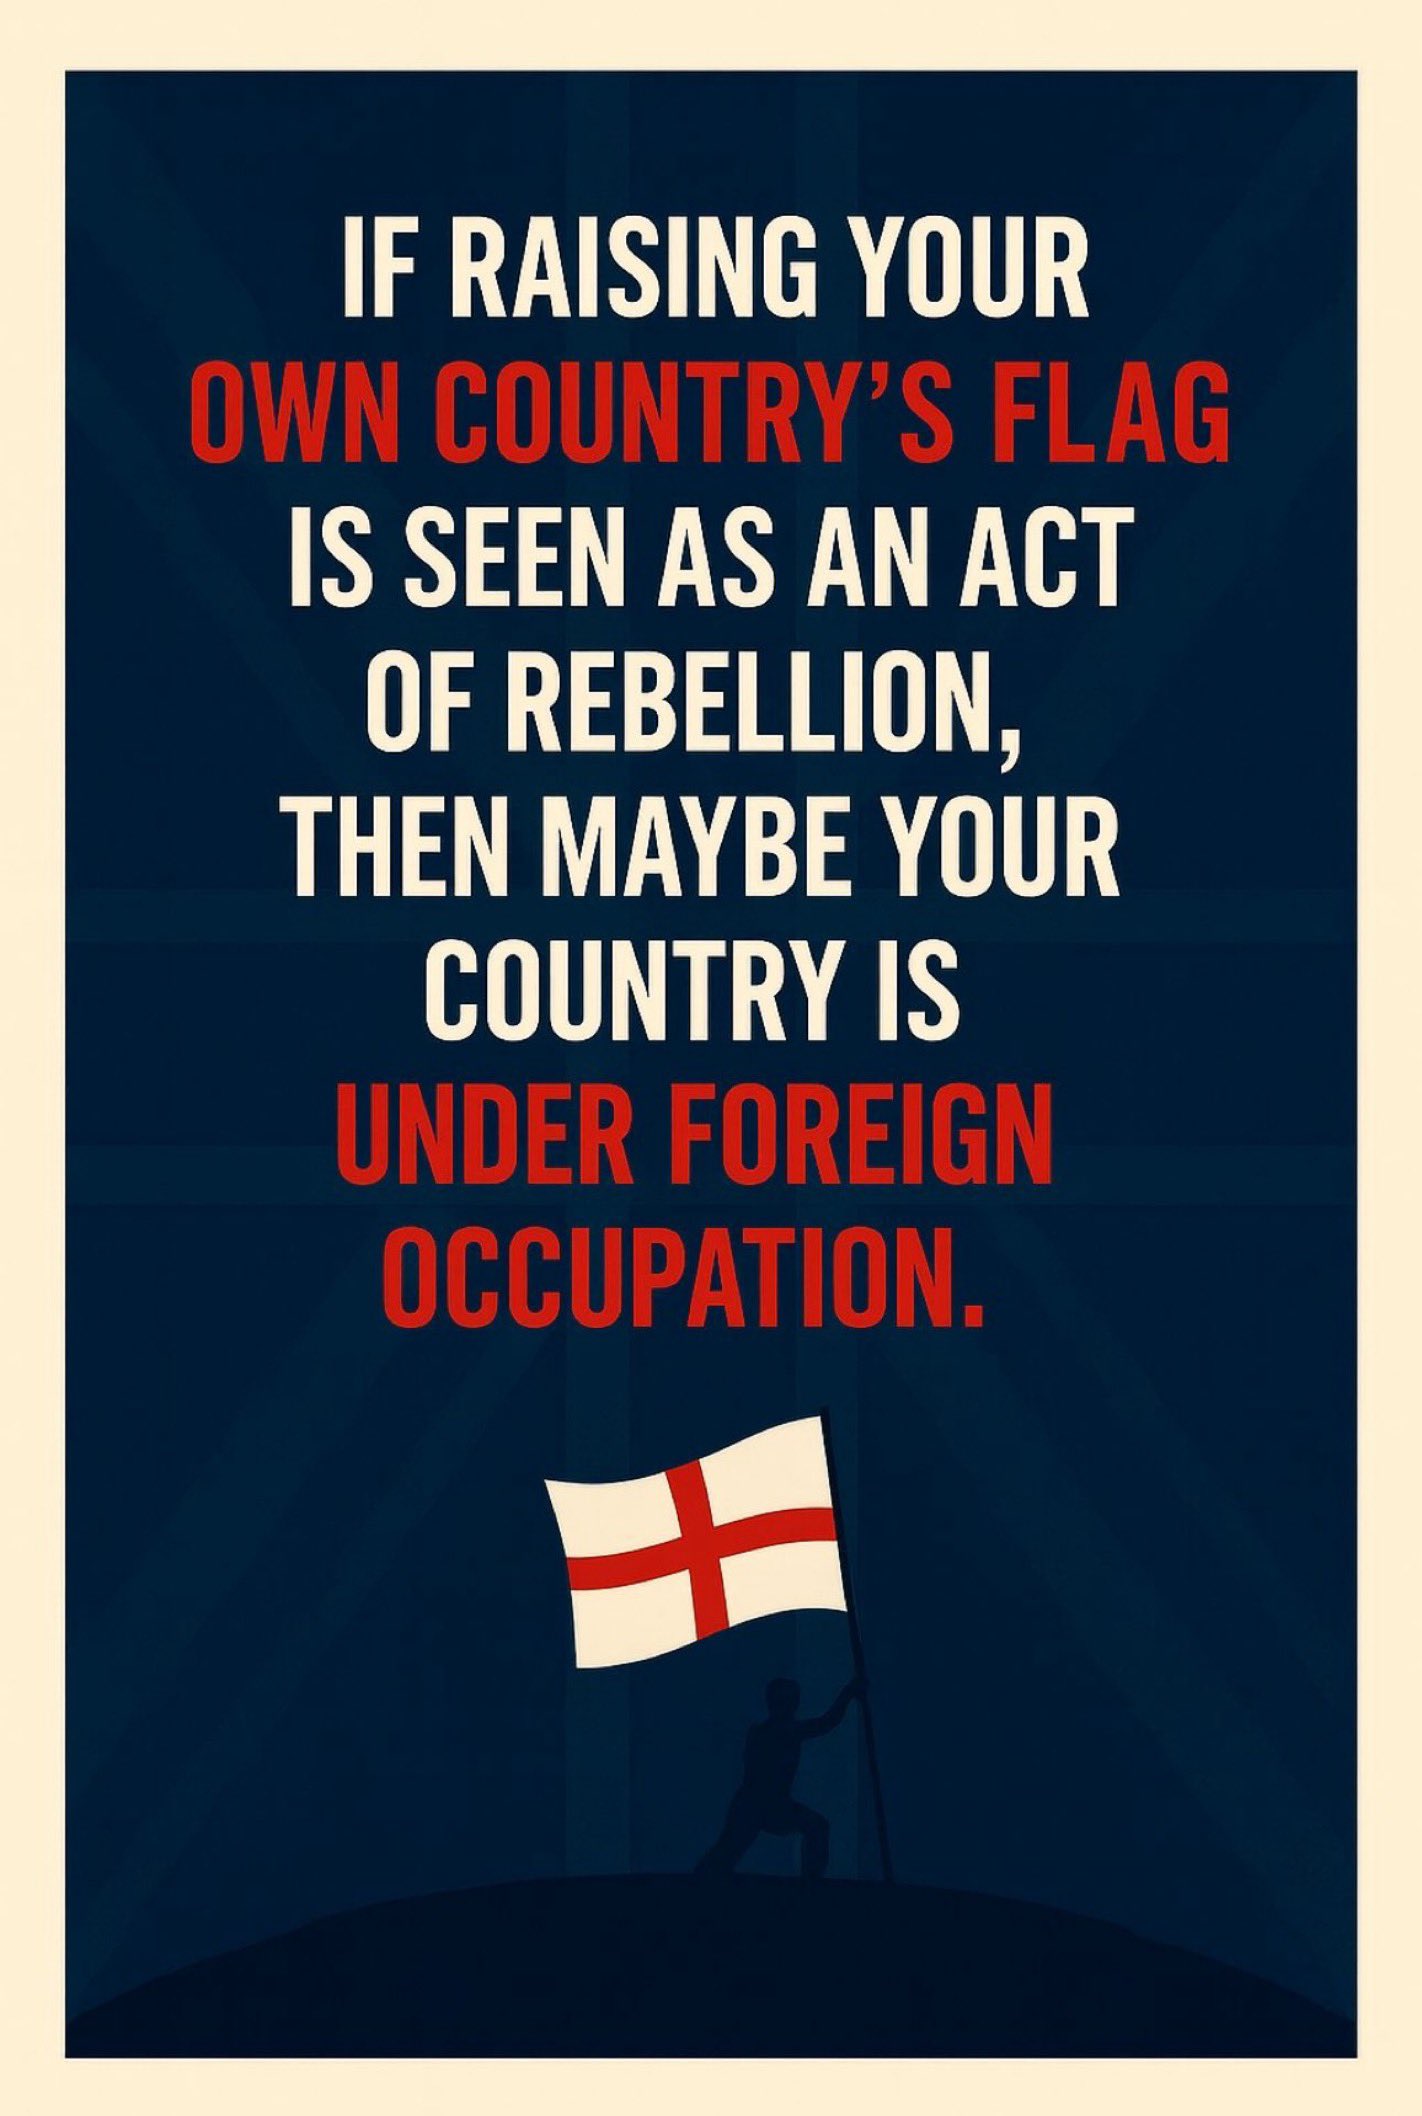 IF RAISING YOUR
OWN COUNTRY'S FLAG
IS SEEN AS AN ACT
OF REBELLION,
THEN MAYBE YOUR
COUNTRY IS
UNDER FOREIGN
OCCUPATION.